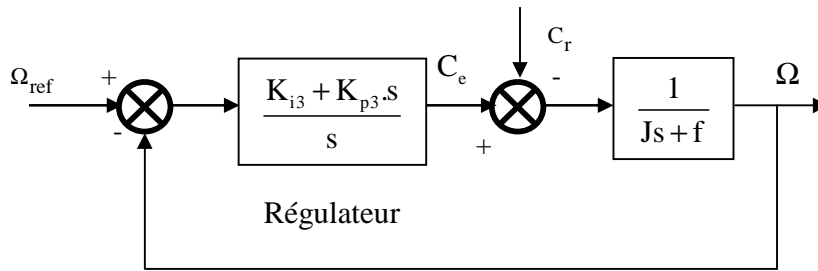 Ω_ref
+
-
K_i3 + K_p3.s
s
C_e
+
C_r
-
1
Js + f
Ω
Régulateur